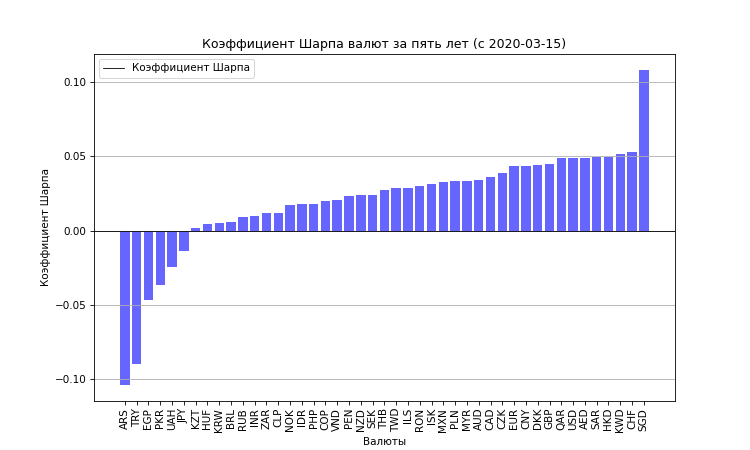 Коэффициент Шарпа валют за пять лет (с 2020-03-15)
Коэффициент Шарпа
0.10
0.05
0.00
−0.05
−0.10
Коэффициент Шарпа
ARS TRY EGP PKR UAH JPY KZT HUF KRW BRL RUB INR ZAR CLP NOK IDR PHP COP VND PEN NZD SEK THB TWD ILS RON ISK MXN PLN MYR AUD CAD CZK EUR CNY DKK GBP QAR USD AED SAR HKD KWD CHF SGD
Валюты